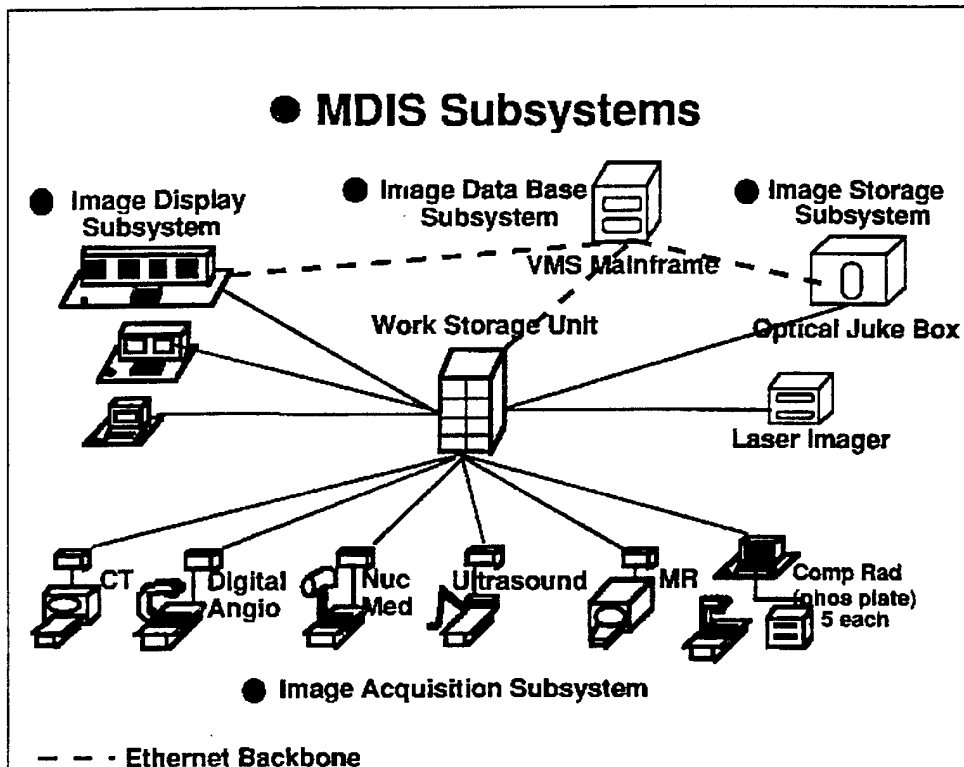 ● MDIS Subsystems
● Image Display
Subsystem
● Image Data Base
Subsystem
● Image Storage
Subsystem
VMS Mainframe
Work Storage Unit
Optical Juke Box
Laser Imager
CT
Digital
Angio
Nuc
Med
Ultrasound
MR
Comp Rad
(phos plate)
5 each
● Image Acquisition Subsystem
— — - Ethernet Backbone